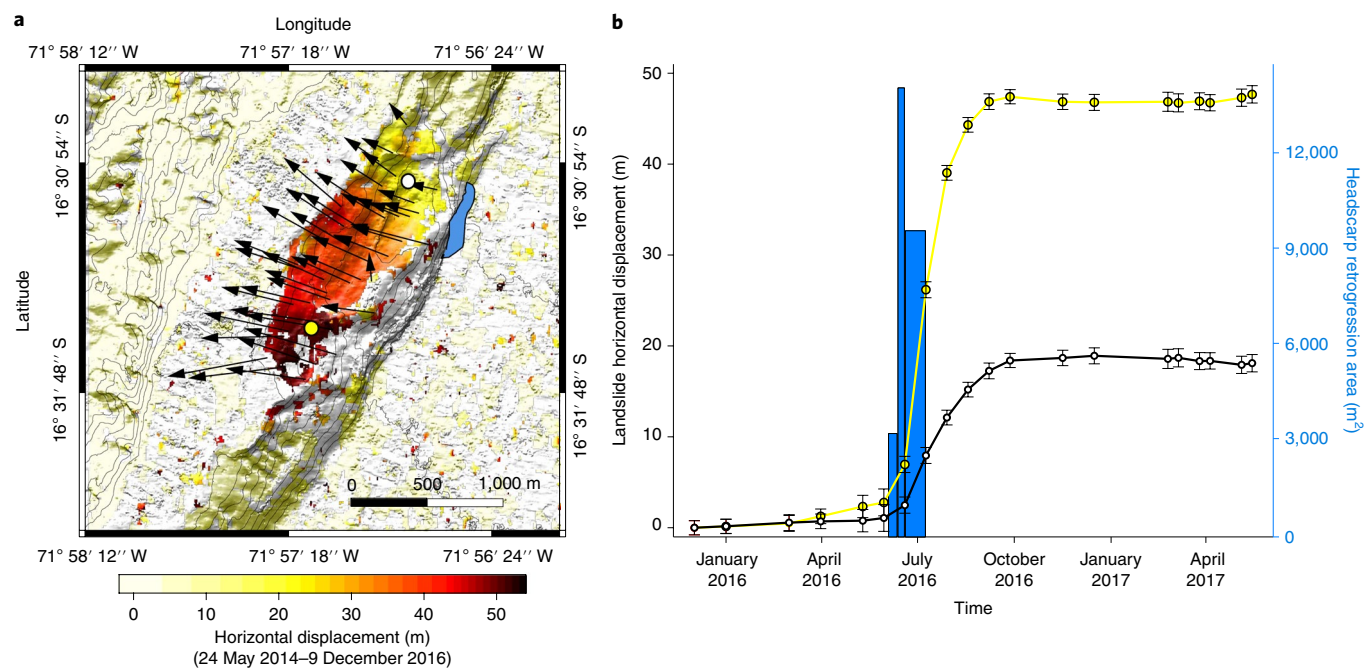 a
Longitude
71° 58′ 12′′ W
71° 57′ 18′′ W
71° 56′ 24′′ W
Latitude
16° 30′ 54′′ S
16° 31′ 48′′ S
16° 30′ 54′′ S
16° 31′ 48′′ S
0
500
1,000 m
71° 58′ 12′′ W
71° 57′ 18′′ W
71° 56′ 24′′ W
0
10
20
30
40
50
Horizontal displacement (m)
(24 May 2014–9 December 2016)
b
Landslide horizontal displacement (m)
50
40
30
20
10
0
12,000
9,000
6,000
3,000
0
Headscarp retrogression area (m²)
January
2016
April
2016
July
2016
October
2016
January
2017
April
2017
Time